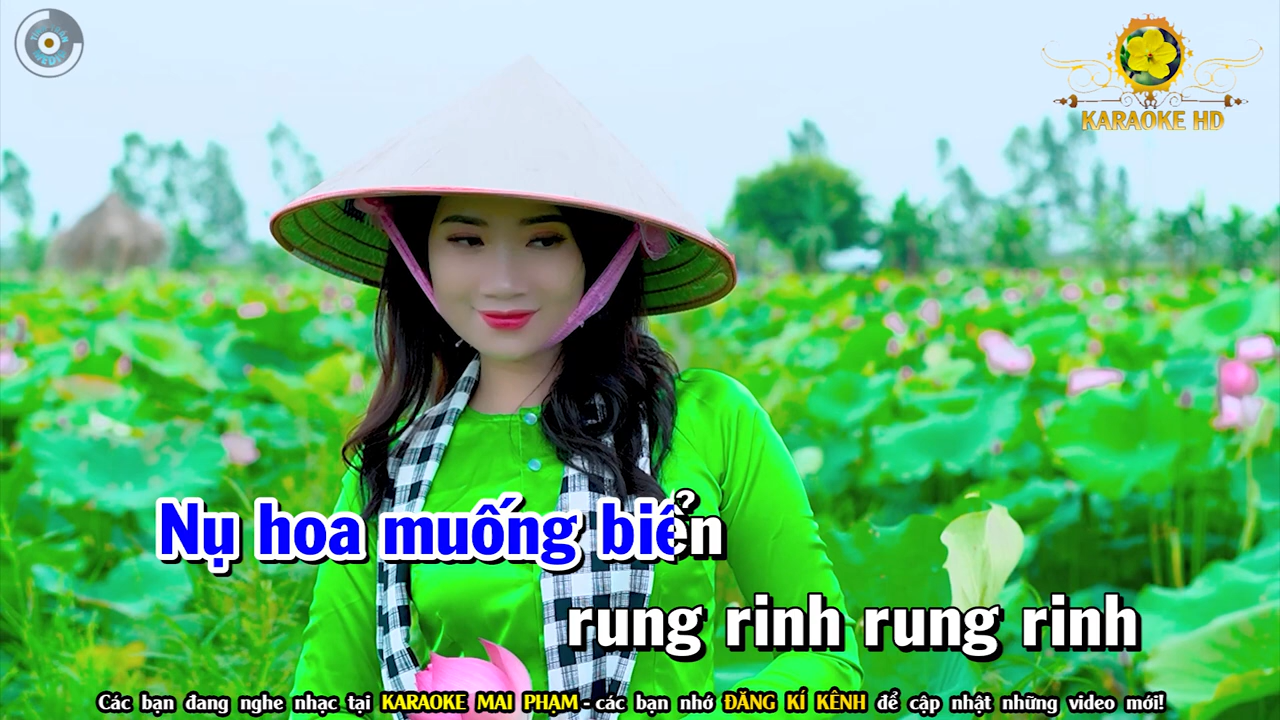 KARAOKE HD
Nụ hoa muống biển
rung rinh rung rinh
Các bạn đang nghe nhạc tại KARAOKE MAI PHẠM - các bạn nhớ ĐĂNG KÍ KÊNH để cập nhật những video mới!